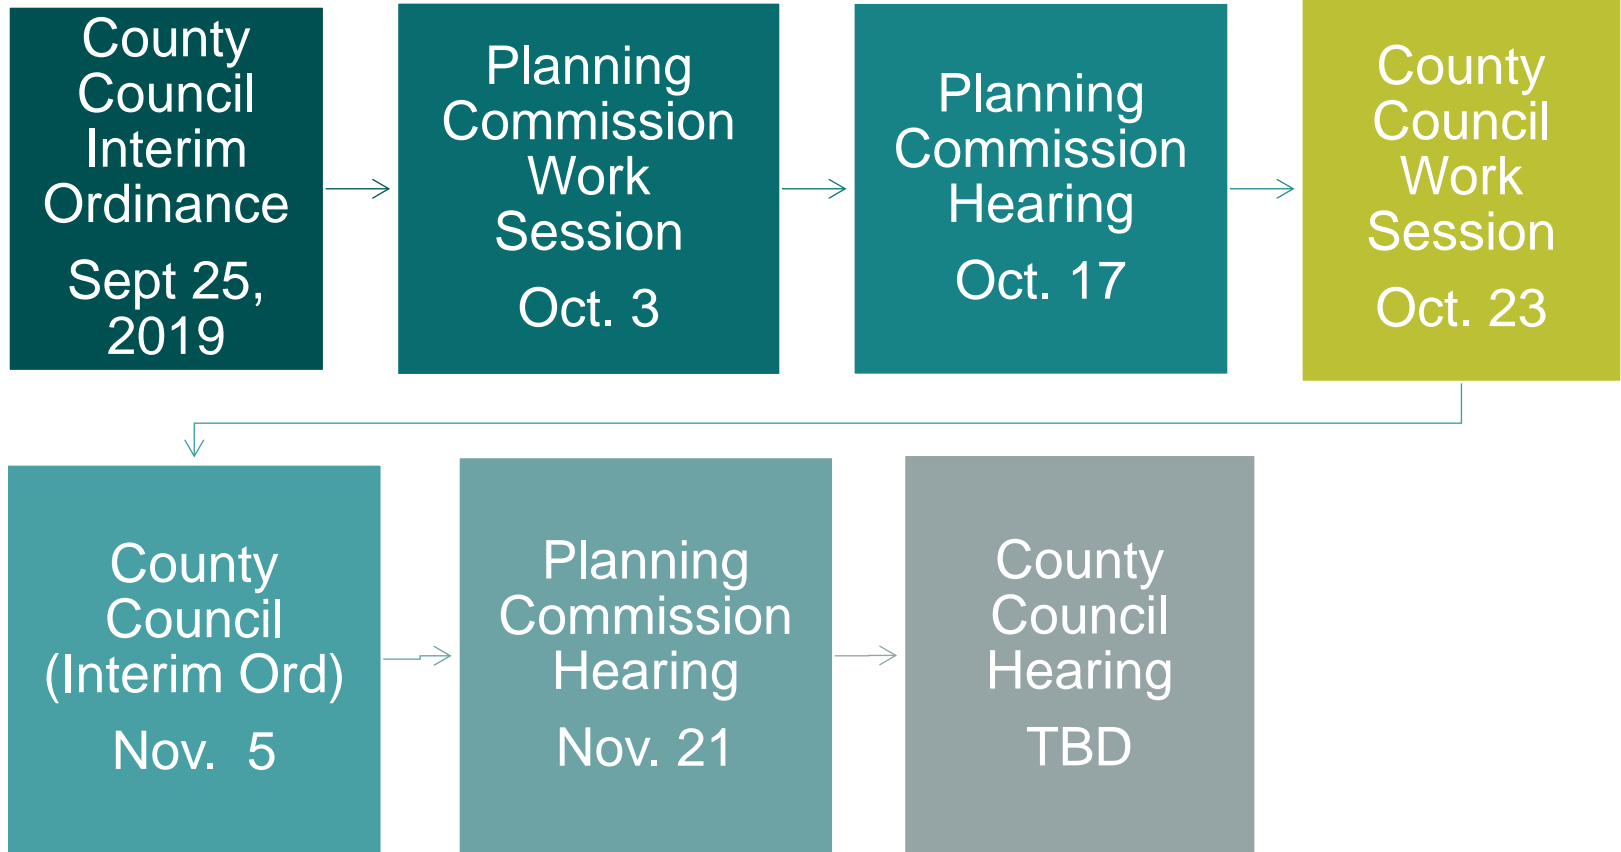 County
Council
Interim
Ordinance
Sept 25,
2019
Planning
Commission
Work
Session
Oct. 3
Planning
Commission
Hearing
Oct. 17
County
Council
Work
Session
Oct. 23
County
Council
(Interim Ord)
Nov.  5
Planning
Commission
Hearing
Nov. 21
County
Council
Hearing
TBD